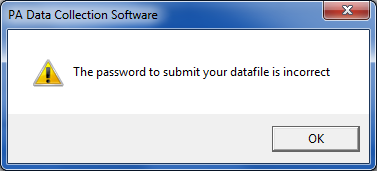 PA Data Collection Software
The password to submit your datafile is incorrect
OK